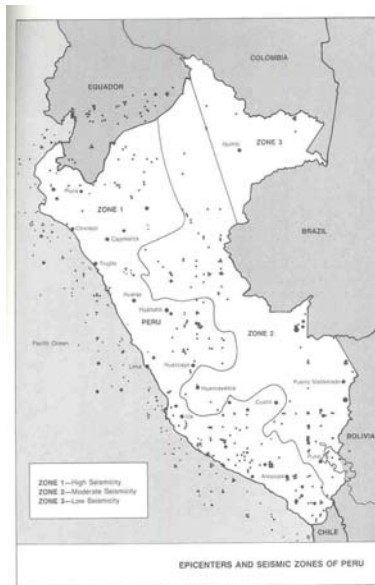 COLOMBIA
EQUADOR
Iquitos
ZONE 3
Piura
ZONE 1
Chiclayo
Cajamarca
BRAZIL
Trujillo
Huaraz
Huanuco
PERU
ZONE 2
Pacific Ocean
Lima
Huancayo
Puerto Maldonado
Huancavelica
Cuzco
Ica
BOLIVIA
Puno
Arequipa
ZONE 1—High Seismicity
ZONE 2—Moderate Seismicity
ZONE 3—Low Seismicity
CHILE
EPICENTERS AND SEISMIC ZONES OF PERU